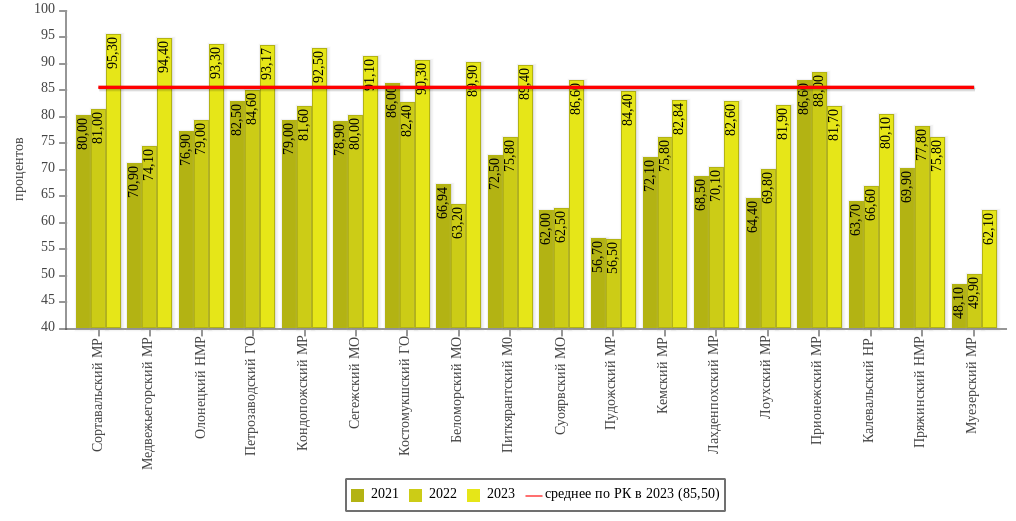 100
95
90
85
80
75
70
65
60
55
50
45
40
процентов
80,00 81,00 95,30
70,90 74,10 94,40
76,90 79,00 93,30
82,50 84,60 93,17
79,00 81,60 92,50
78,90 80,00 91,10
86,00 82,40 90,30
66,94 63,20 89,90
72,50 75,80 89,40
62,00 62,50 86,60
56,70 56,50 84,40
72,10 75,80 82,84
68,50 70,10 82,60
64,40 69,80 81,90
86,60 88,00 81,70
63,70 66,60 80,10
69,90 77,80 75,80
48,10 49,90 62,10
Сортавальский МР
Медвежьегорский МР
Олонецкий НМР
Петрозаводский ГО
Кондопожский МР
Сегежский МО
Костомукшский ГО
Беломорский МО
Питкярантский М0
Суоярвский МО
Пудожский МР
Кемский МР
Лахденпохский МР
Лоухский МР
Прионежский МР
Калевальский НР
Пряжинский НМР
Муезерский МР
2021 2022 2023 среднее по РК в 2023 (85,50)